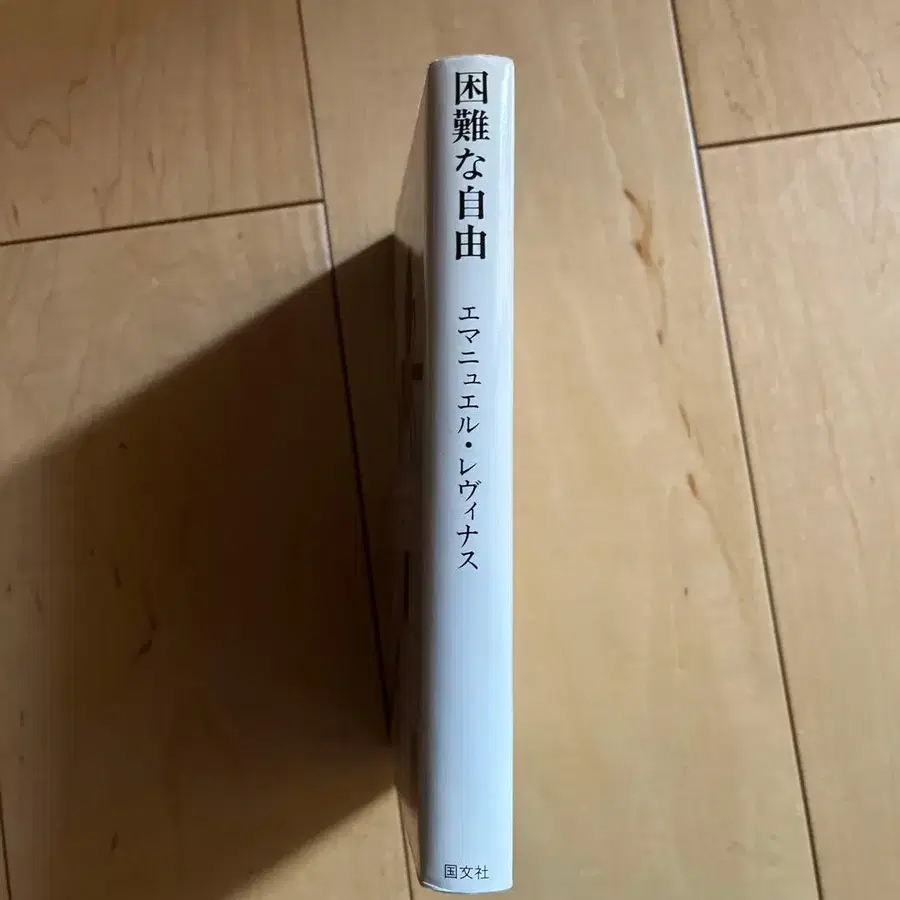 困難な自由
エマニュエル・レヴィナス
国文社